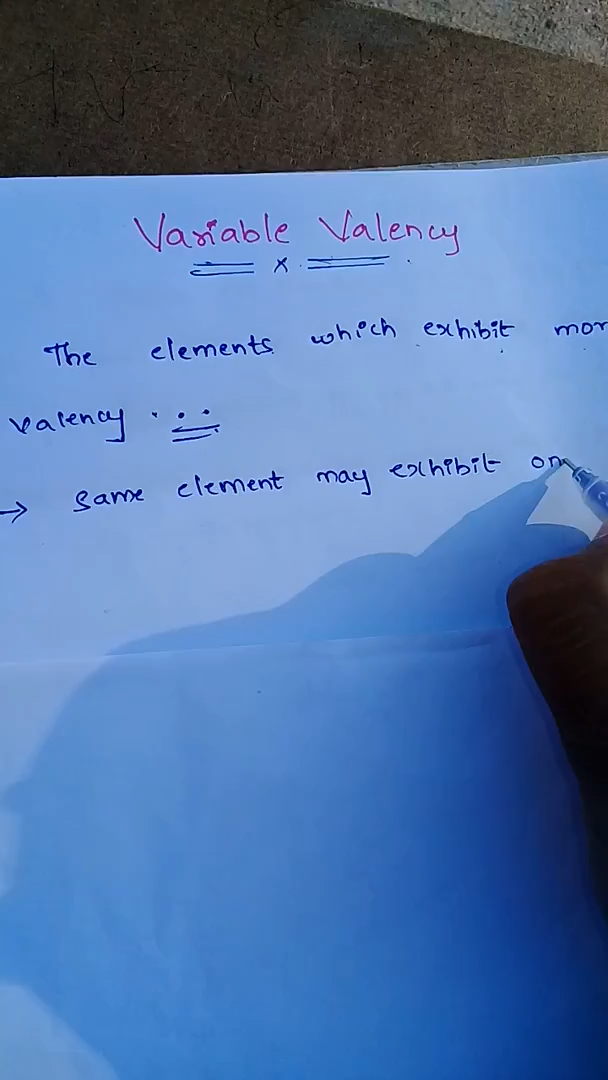 Variable Valency
x
The elements which exhibit mor
Valency
→ Same element may exhibit on